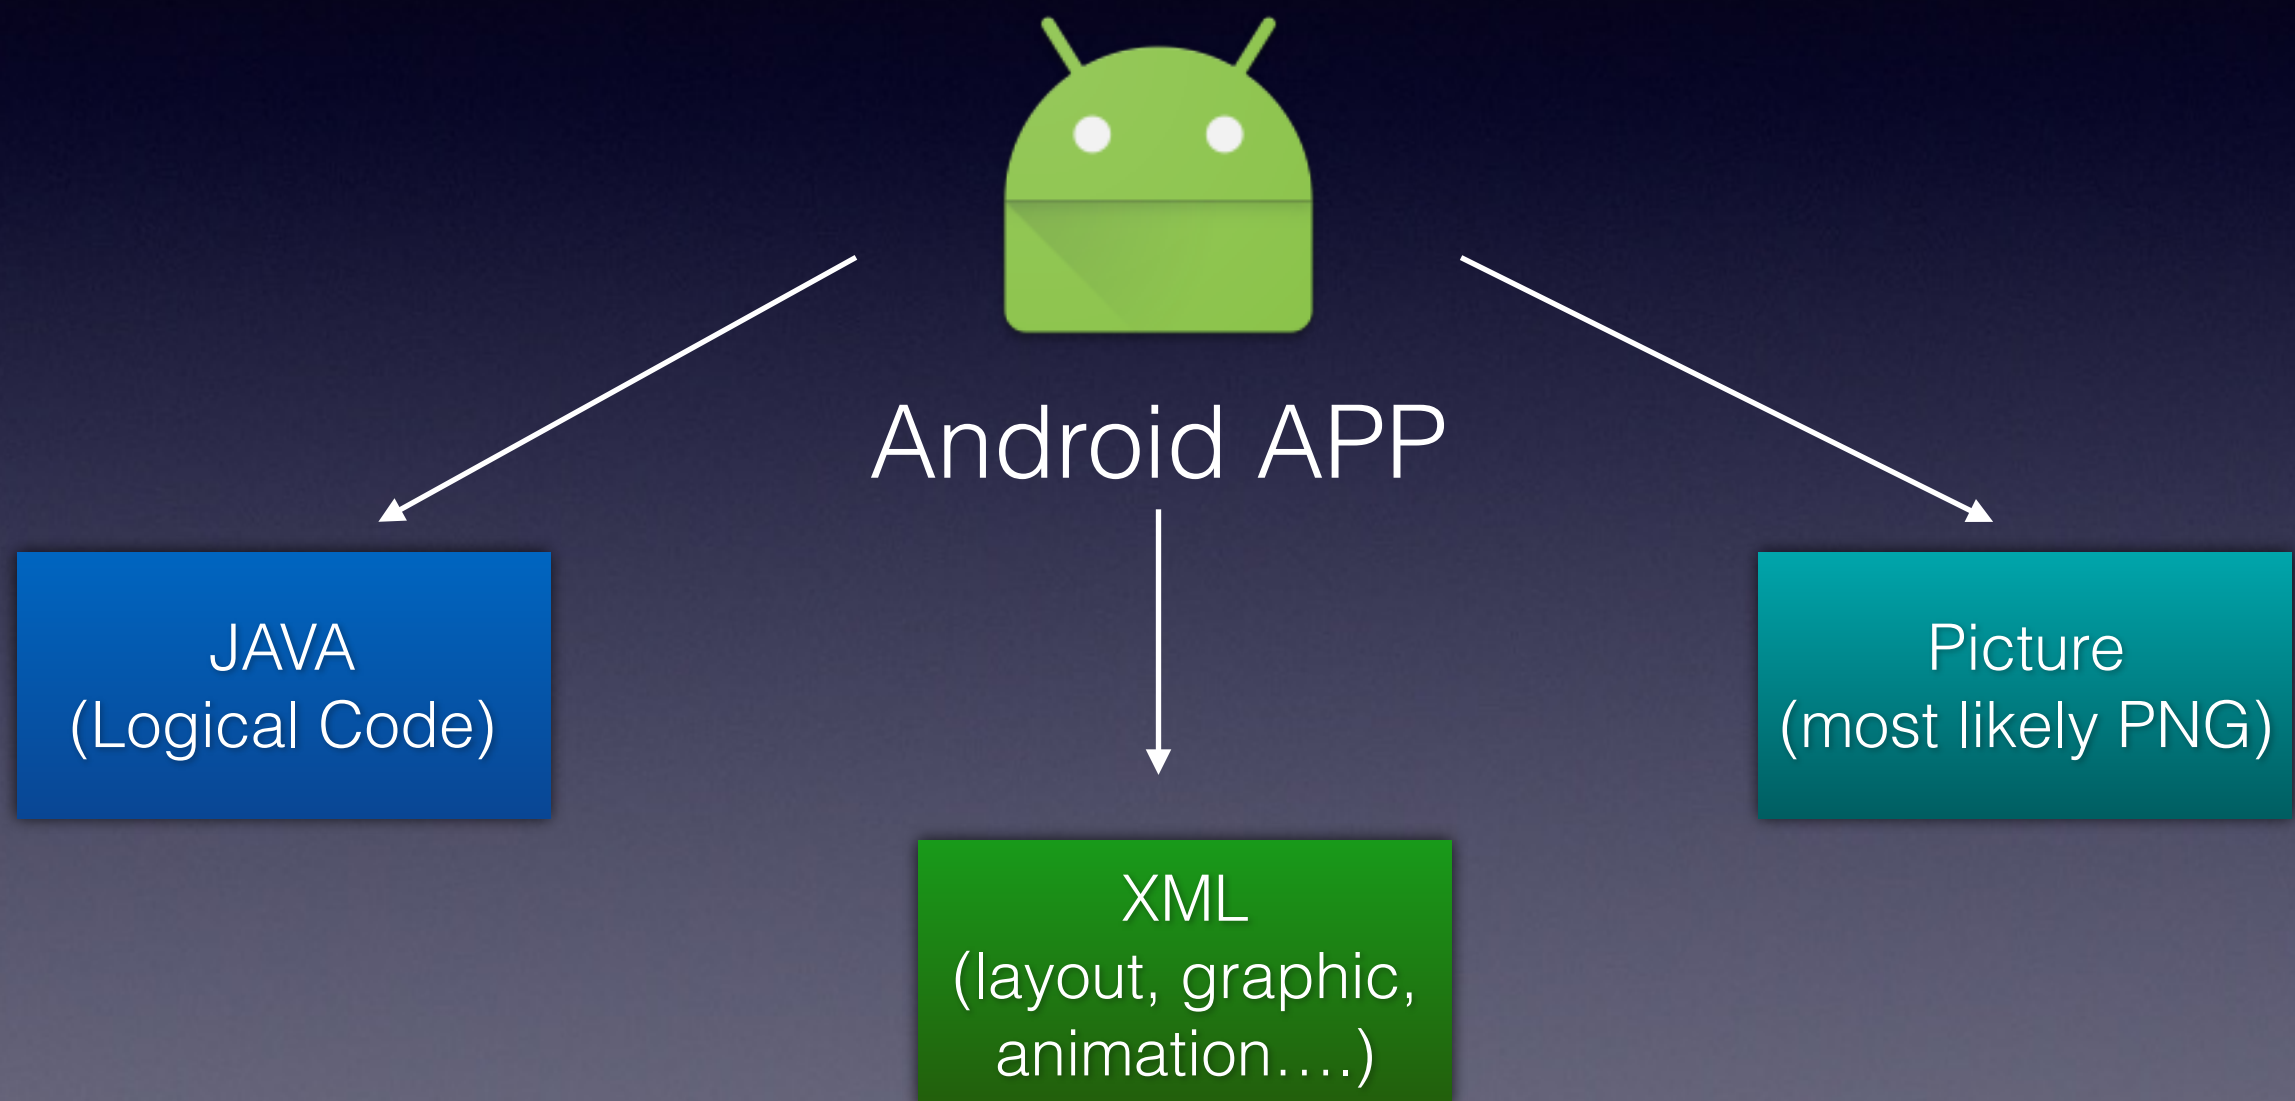 Android APP
JAVA
(Logical Code)
Picture
(most likely PNG)
XML
(layout, graphic,
animation….)